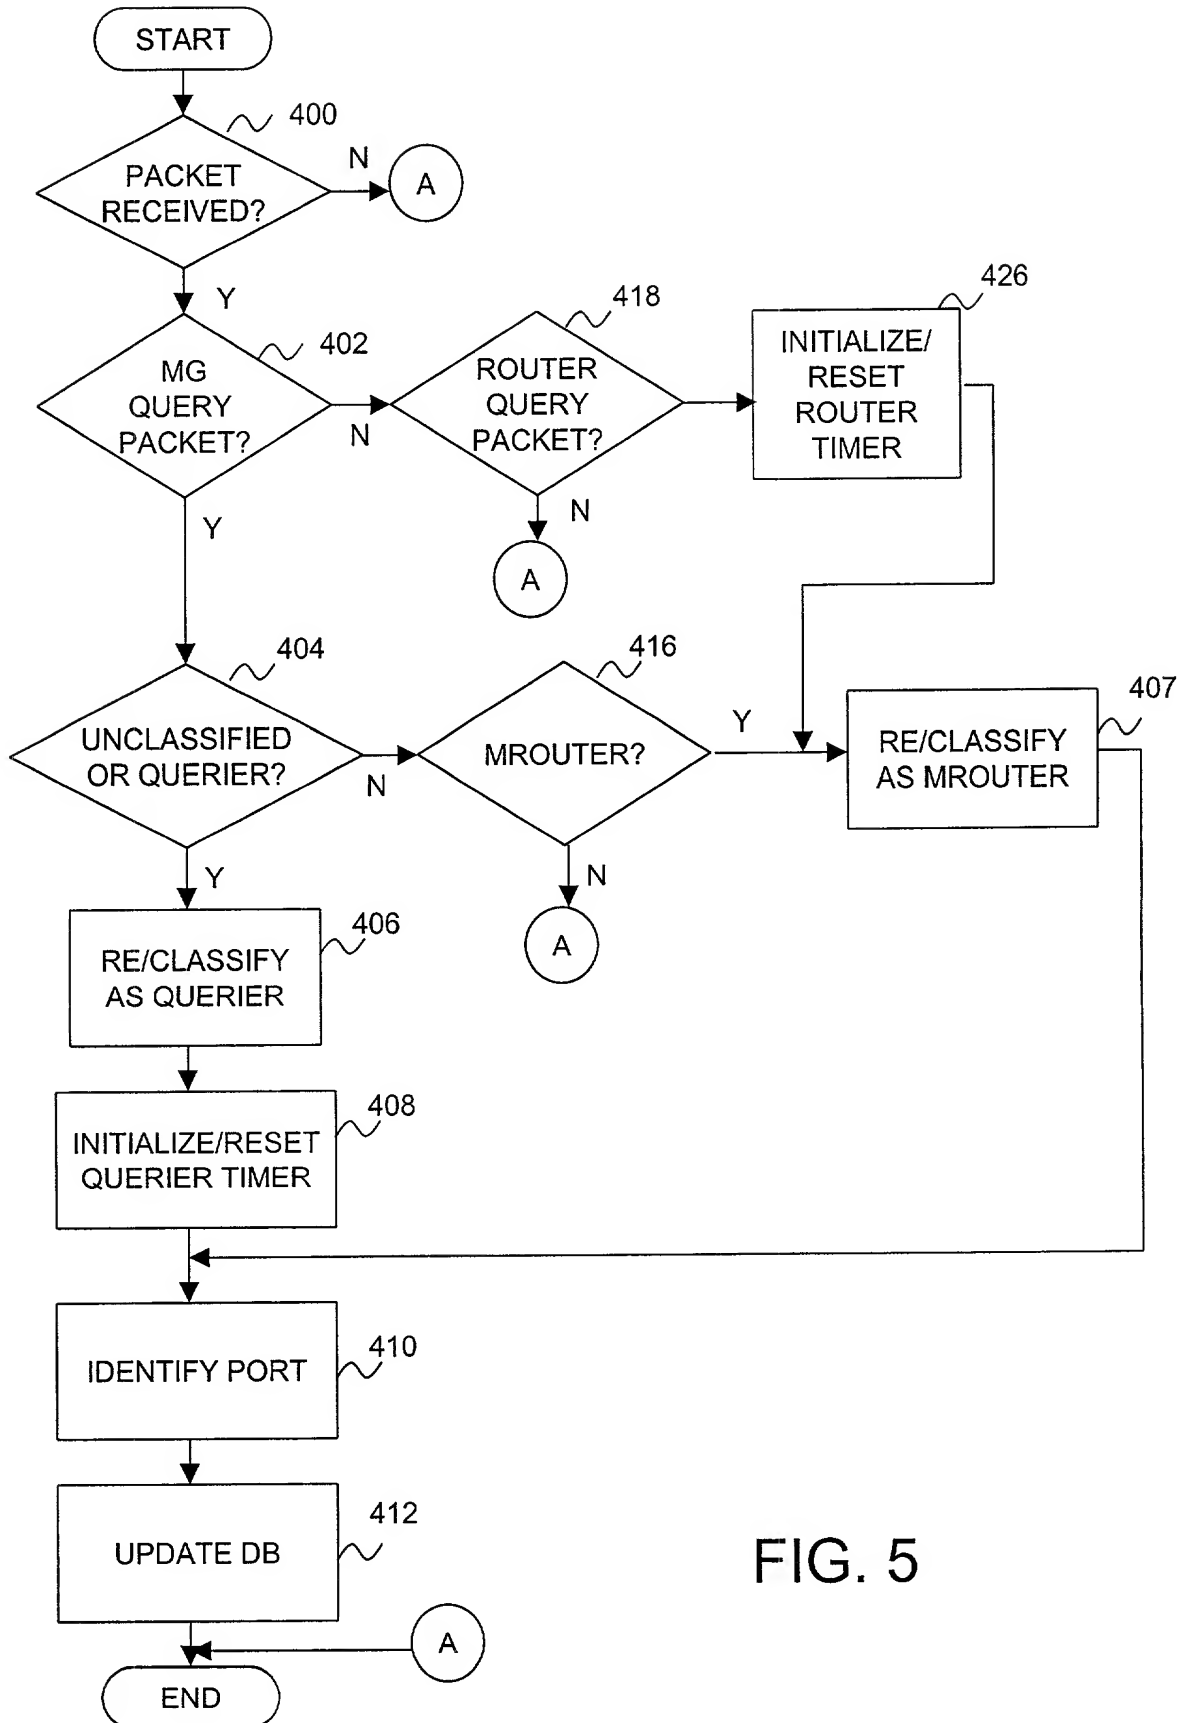 START
400
PACKET
RECEIVED?
N
A
Y
402
MG
QUERY
PACKET?
N
418
ROUTER
QUERY
PACKET?
426
INITIALIZE/
RESET
ROUTER
TIMER
N
A
Y
404
UNCLASSIFIED
OR QUERIER?
N
416
MROUTER?
Y
407
RE/CLASSIFY
AS MROUTER
N
A
Y
406
RE/CLASSIFY
AS QUERIER
408
INITIALIZE/RESET
QUERIER TIMER
410
IDENTIFY PORT
412
UPDATE DB
A
END
FIG. 5